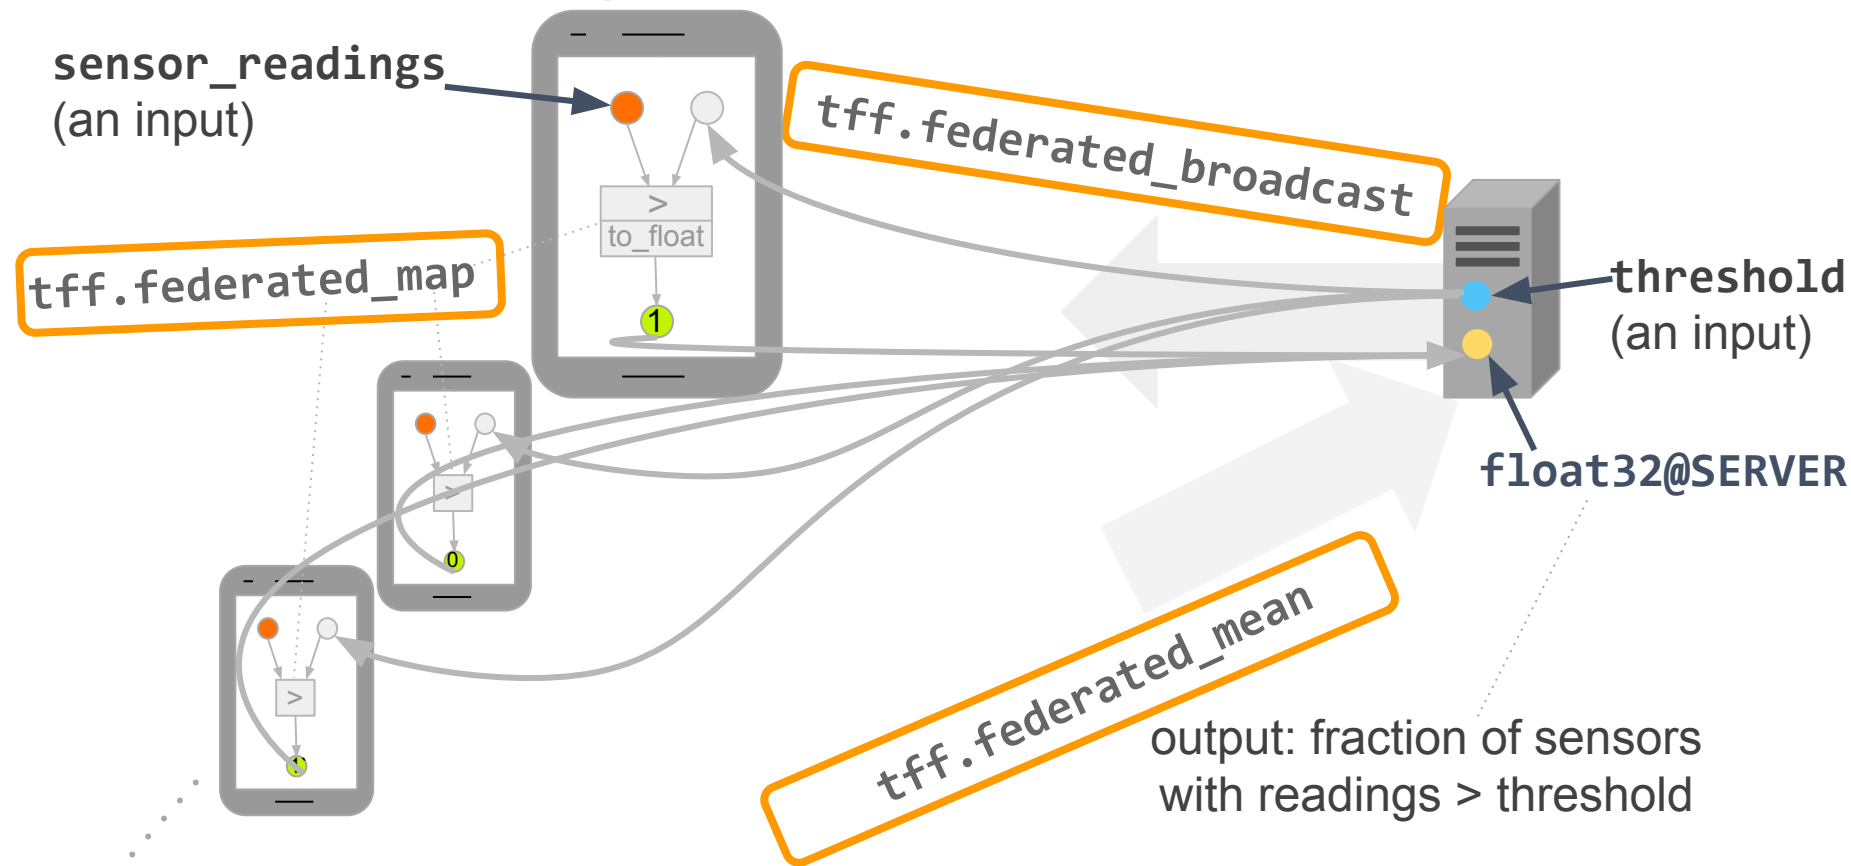 sensor_readings
(an input)
tff.federated_broadcast
>
to_float
1
tff.federated_map
threshold
(an input)
>
0
float32@SERVER
>
1
tff.federated_mean
output: fraction of sensors
with readings > threshold